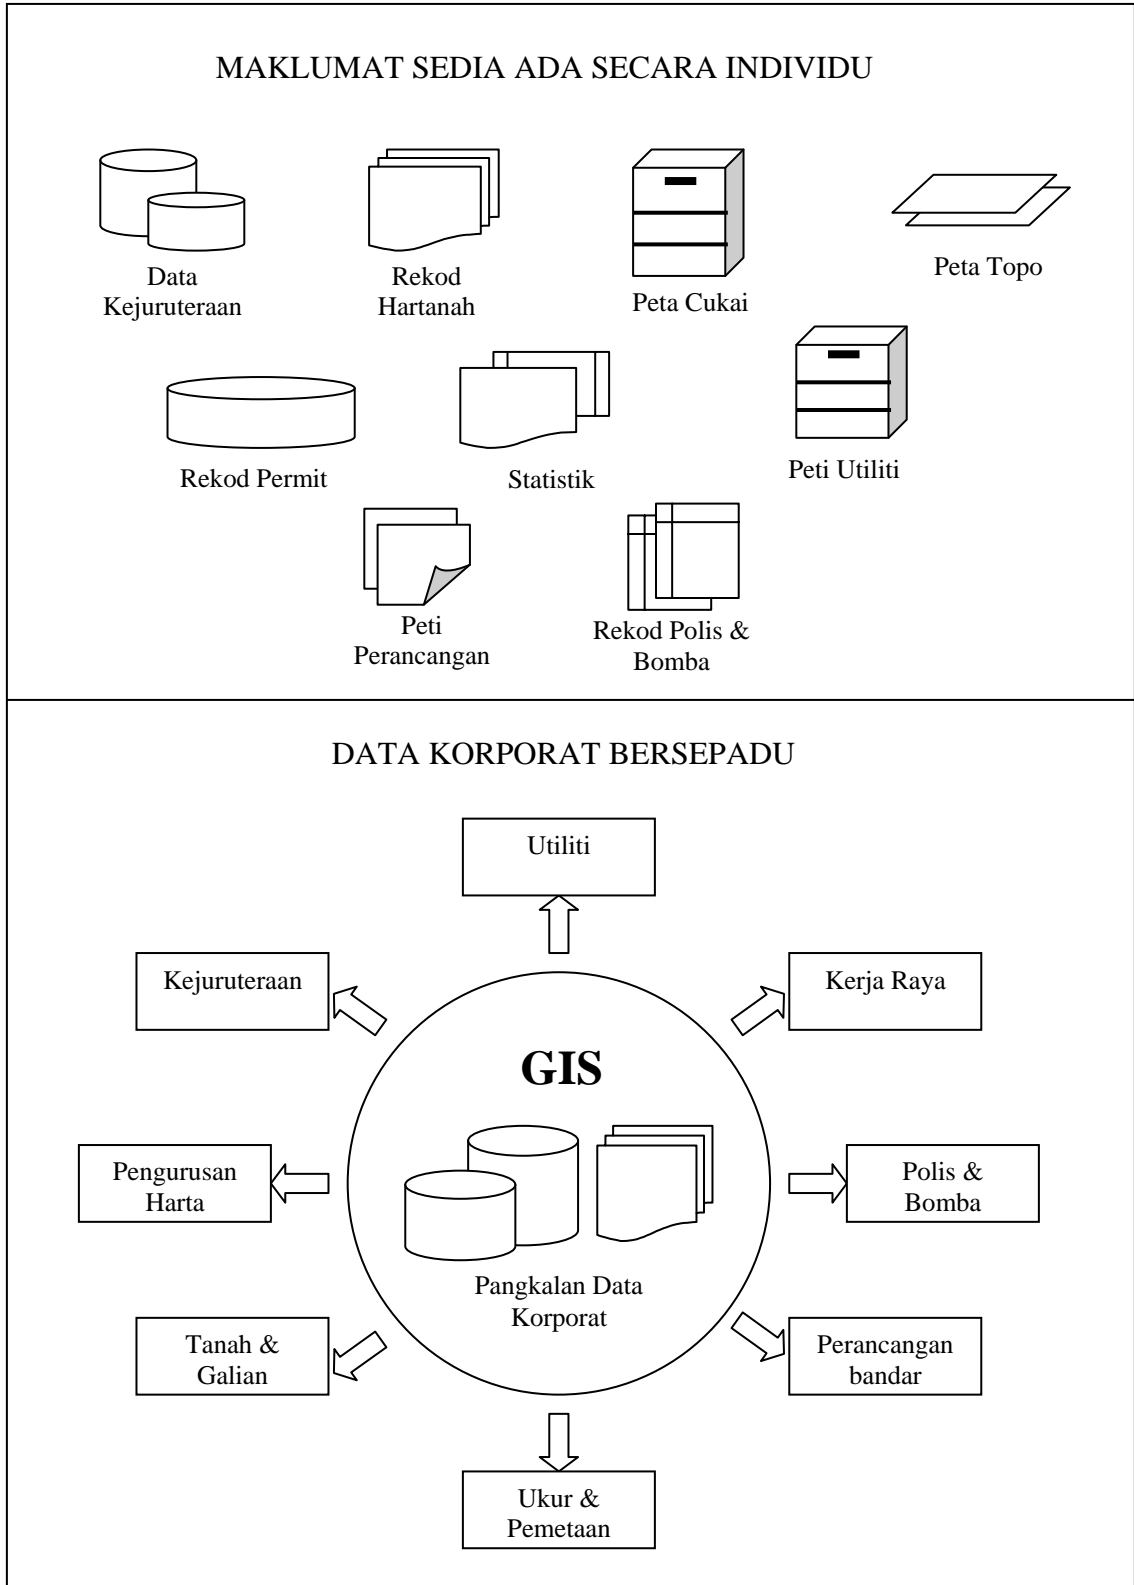 MAKLUMAT SEDIA ADA SECARA INDIVIDU
Data
Kejuruteraan
Rekod
Hartanah
Peta Cukai
Peta Topo
Rekod Permit
Statistik
Peti Utiliti
Peti
Perancangan
Rekod Polis &
Bomba
DATA KORPORAT BERSEPADU
Utiliti
Kejuruteraan
Kerja Raya
GIS
Pengurusan
Harta
Polis &
Bomba
Pangkalan Data
Korporat
Tanah &
Galian
Perancangan
bandar
Ukur &
Pemetaan